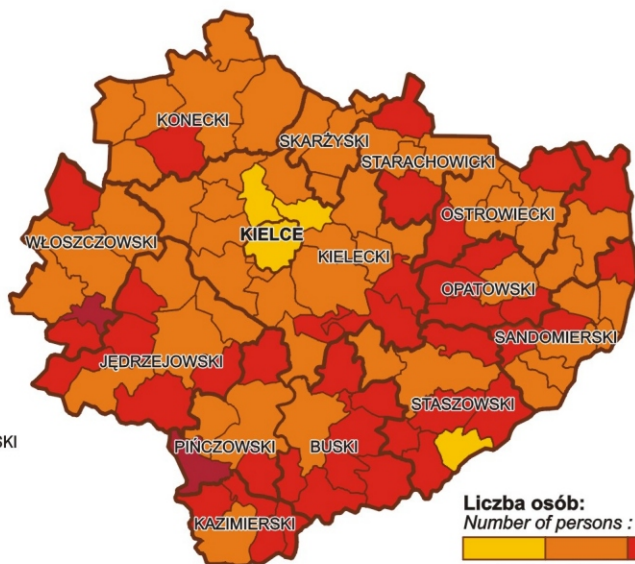 KONECKI
SKARŻYSKI
STARACHOWICKI
OSTROWIECKI
WŁOSZCZOWSKI
KIELCE
KIELECKI
OPATOWSKI
SANDOMIERSKI
JĘDRZEJOWSKI
STASZOWSKI
SKI
PIŃCZOWSKI
BUSKI
KAZIMIERSKI
Liczba osób:
Number of persons :